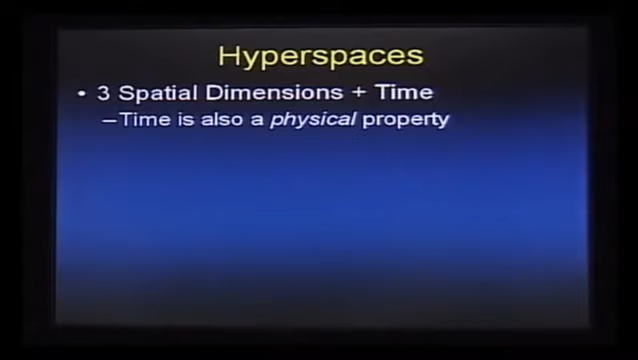 Hyperspaces
• 3 Spatial Dimensions + Time
–Time is also a physical property